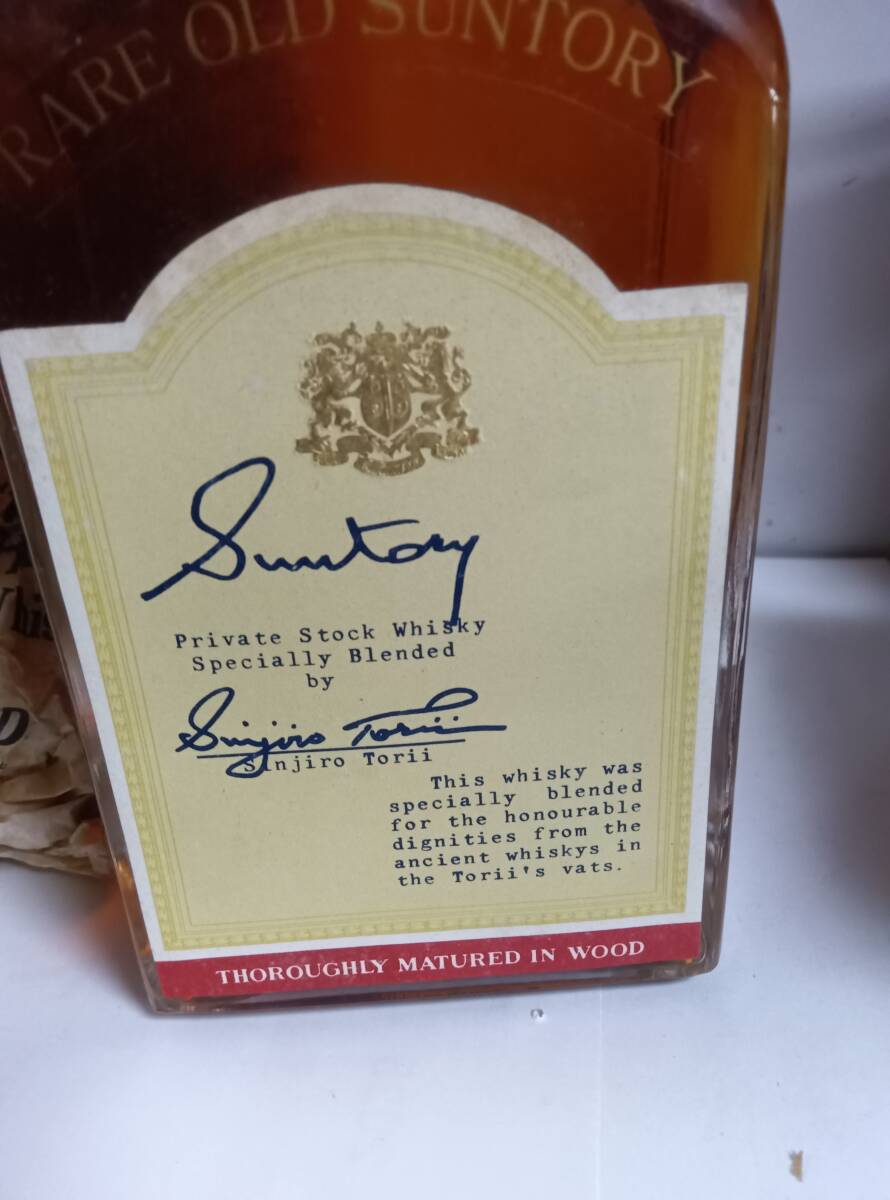 RARE OLD SUNTORY
Suntory
Private Stock Whisky
Specially Blended
by
Sinjiro Torii
Sinjiro Torii
This whisky was
specially blended
for the honourable
dignities from the
ancient whiskys in
the Torii's vats.
THOROUGHLY MATURED IN WOOD